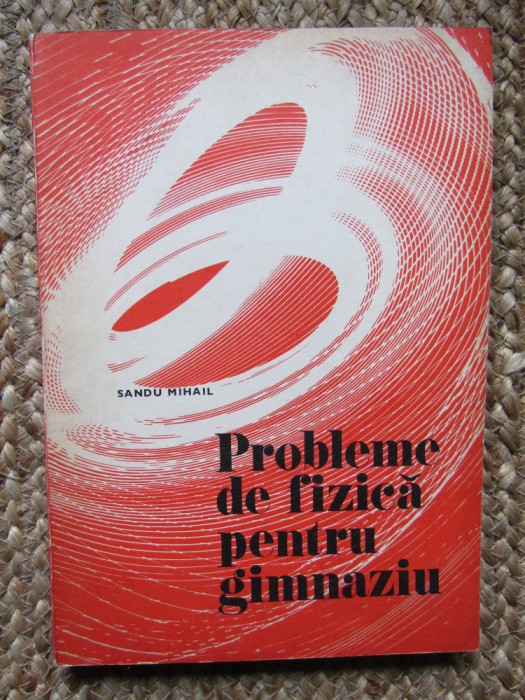 SANDU MIHAIL
Probleme
de fizică
pentru
gimnaziu